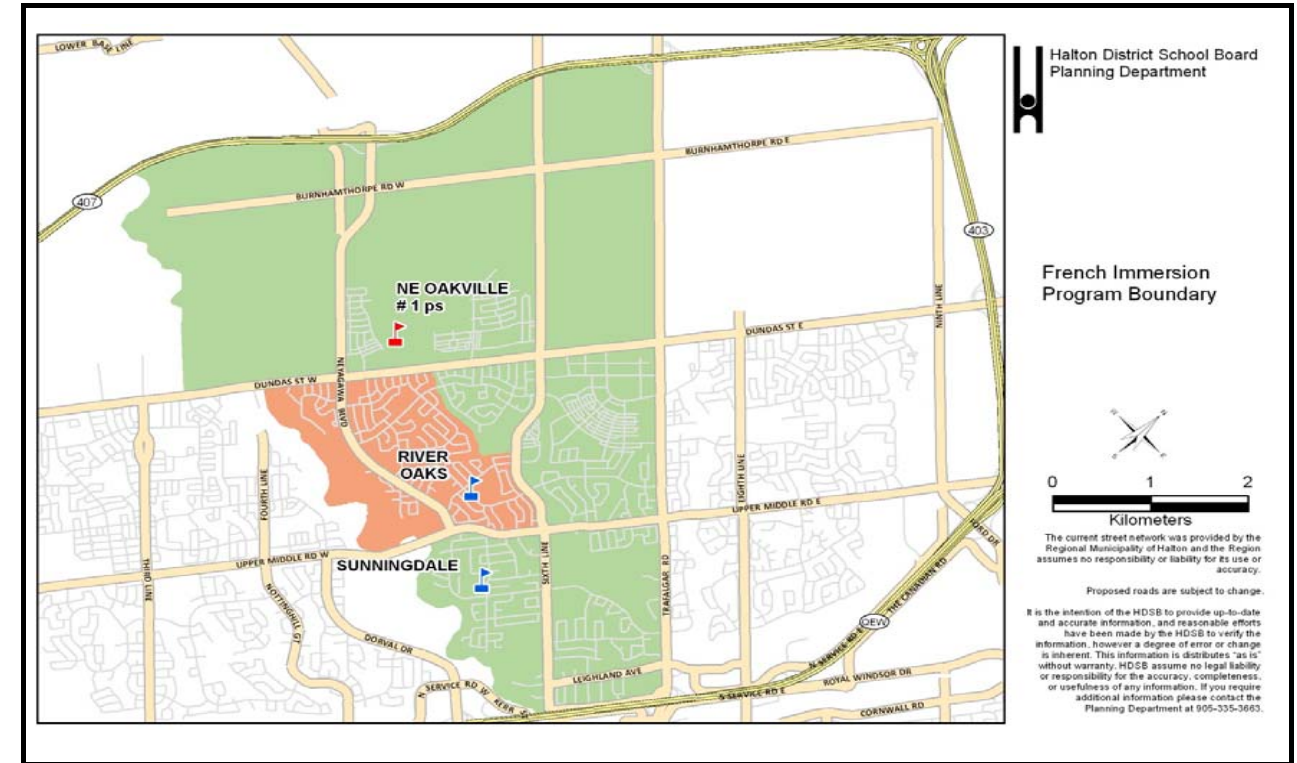 LOWER BASE LINE
407
BURNHAMTHORPE RD W
BURNHAMTHORPE RD E
403
NE OAKVILLE
# 1 ps
NINTH LINE
DUNDAS ST E
DUNDAS ST W
NEYAGAWA BLVD
RIVER
OAKS
FOURTH LINE
EIGHTH LINE
UPPER MIDDLE RD E
FORD DR
UPPER MIDDLE RD W
SUNNINGDALE
SIXTH LINE
THIRD LINE
TRAFALGAR RD
NOTTINGHILL GT
DORVAL DR
THE CANADIAN RD
QEW
N SERVICE RD E
LEIGHLAND AVE
ROYAL WINDSOR DR
N SERVICE RD W
KERR ST
S SERVICE RD E
CORNWALL RD
Halton District School Board
Planning Department
French Immersion
Program Boundary
0 1 2
Kilometers
The current street network was provided by the
Regional Municipality of Halton and the Region
assumes no responsibility or liability for its use or
accuracy.
Proposed roads are subject to change.
It is the intention of the HDSB to provide up-to-date
and accurate information, and reasonable efforts
have been made by the HDSB to verify the
information, however a degree of error or change
is inherent. This information is distributes "as is"
without warranty. HDSB assume no legal liability
or responsibility for the accuracy, completeness,
or usefulness of any information. If you require
additional information please contact the
Planning Department at 905-335-3663.